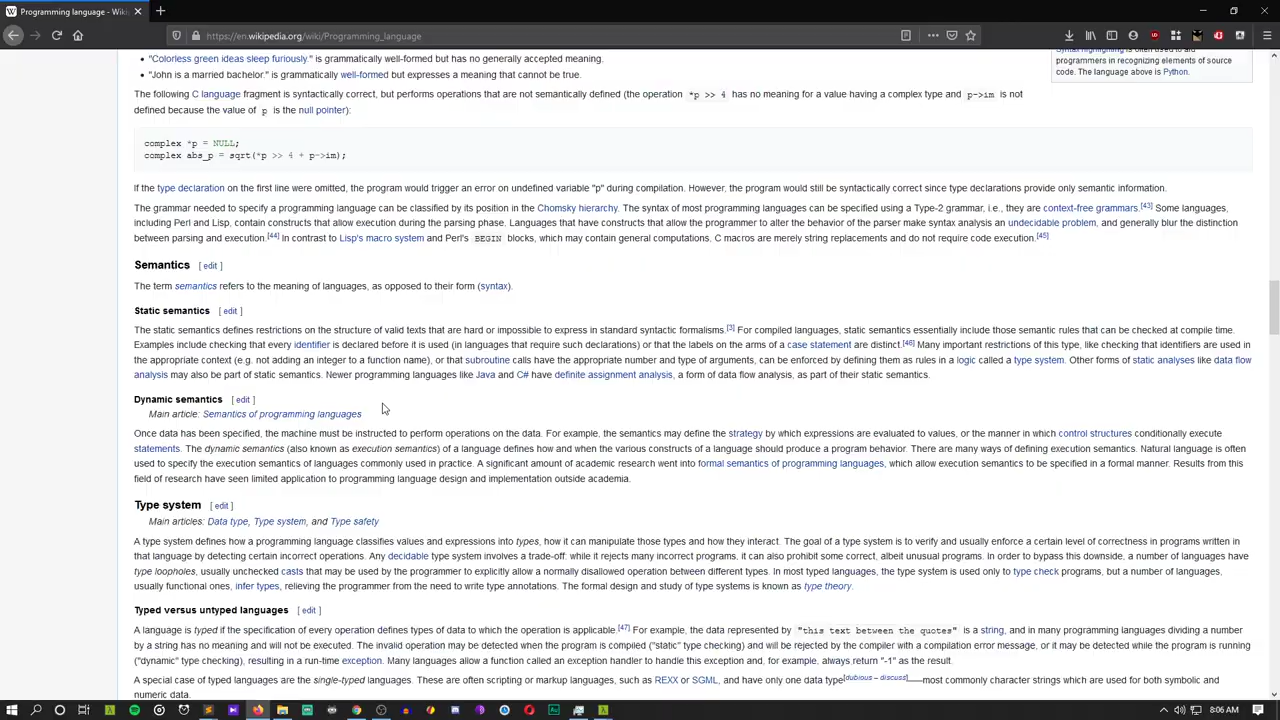 Programming language - Wiki
https://en.wikipedia.org/wiki/Programming_language
• "Colorless green ideas sleep furiously." is grammatically well-formed but has no generally accepted meaning.
• "John is a married bachelor." is grammatically well-formed but expresses a meaning that cannot be true.
programmers in recognizing elements of source
code. The language above is Python.
The following C language fragment is syntactically correct, but performs operations that are not semantically defined (the operation *p >> 4 has no meaning for a value having a complex type and p->im is not
defined because the value of p is the null pointer):
complex *p = NULL;
complex abs_p = sqrt(*p >> 4 + p->im);
If the type declaration on the first line were omitted, the program would trigger an error on undefined variable "p" during compilation. However, the program would still be syntactically correct since type declarations provide only semantic information.
The grammar needed to specify a programming language can be classified by its position in the Chomsky hierarchy. The syntax of most programming languages can be specified using a Type-2 grammar, i.e., they are context-free grammars.[43] Some languages,
including Perl and Lisp, contain constructs that allow execution during the parsing phase. Languages that have constructs that allow the programmer to alter the behavior of the parser make syntax analysis an undecidable problem, and generally blur the distinction
between parsing and execution.[44] In contrast to Lisp's macro system and Perl's BEGIN blocks, which may contain general computations, C macros are merely string replacements and do not require code execution.[45]
Semantics [ edit ]
The term semantics refers to the meaning of languages, as opposed to their form (syntax).
Static semantics [ edit ]
The static semantics defines restrictions on the structure of valid texts that are hard or impossible to express in standard syntactic formalisms.[3] For compiled languages, static semantics essentially include those semantic rules that can be checked at compile time.
Examples include checking that every identifier is declared before it is used (in languages that require such declarations) or that the labels on the arms of a case statement are distinct.[46] Many important restrictions of this type, like checking that identifiers are used in
the appropriate context (e.g. not adding an integer to a function name), or that subroutine calls have the appropriate number and type of arguments, can be enforced by defining them as rules in a logic called a type system. Other forms of static analyses like data flow
analysis may also be part of static semantics. Newer programming languages like Java and C# have definite assignment analysis, a form of data flow analysis, as part of their static semantics.
Dynamic semantics [ edit ]
Main article: Semantics of programming languages
Once data has been specified, the machine must be instructed to perform operations on the data. For example, the semantics may define the strategy by which expressions are evaluated to values, or the manner in which control structures conditionally execute
statements. The dynamic semantics (also known as execution semantics) of a language defines how and when the various constructs of a language should produce a program behavior. There are many ways of defining execution semantics. Natural language is often
used to specify the execution semantics of languages commonly used in practice. A significant amount of academic research went into formal semantics of programming languages, which allow execution semantics to be specified in a formal manner. Results from this
field of research have seen limited application to programming language design and implementation outside academia.
Type system [ edit ]
Main articles: Data type, Type system, and Type safety
A type system defines how a programming language classifies values and expressions into types, how it can manipulate those types and how they interact. The goal of a type system is to verify and usually enforce a certain level of correctness in programs written in
that language by detecting certain incorrect operations. Any decidable type system involves a trade-off: while it rejects many incorrect programs, it can also prohibit some correct, albeit unusual programs. In order to bypass this downside, a number of languages have
type loopholes, usually unchecked casts that may be used by the programmer to explicitly allow a normally disallowed operation between different types. In most typed languages, the type system is used only to type check programs, but a number of languages,
usually functional ones, infer types, relieving the programmer from the need to write type annotations. The formal design and study of type systems is known as type theory.
Typed versus untyped languages [ edit ]
A language is typed if the specification of every operation defines types of data to which the operation is applicable.[47] For example, the data represented by "this text between the quotes" is a string, and in many programming languages dividing a number
by a string has no meaning and will not be executed. The invalid operation may be detected when the program is compiled ("static" type checking) and will be rejected by the compiler with a compilation error message, or it may be detected while the program is running
("dynamic" type checking), resulting in a run-time exception. Many languages allow a function called an exception handler to handle this exception and, for example, always return "-1" as the result.
A special case of typed languages are the single-typed languages. These are often scripting or markup languages, such as REXX or SGML, and have only one data type[dubious – discuss]—most commonly character strings which are used for both symbolic and
numeric data.
8:06 AM